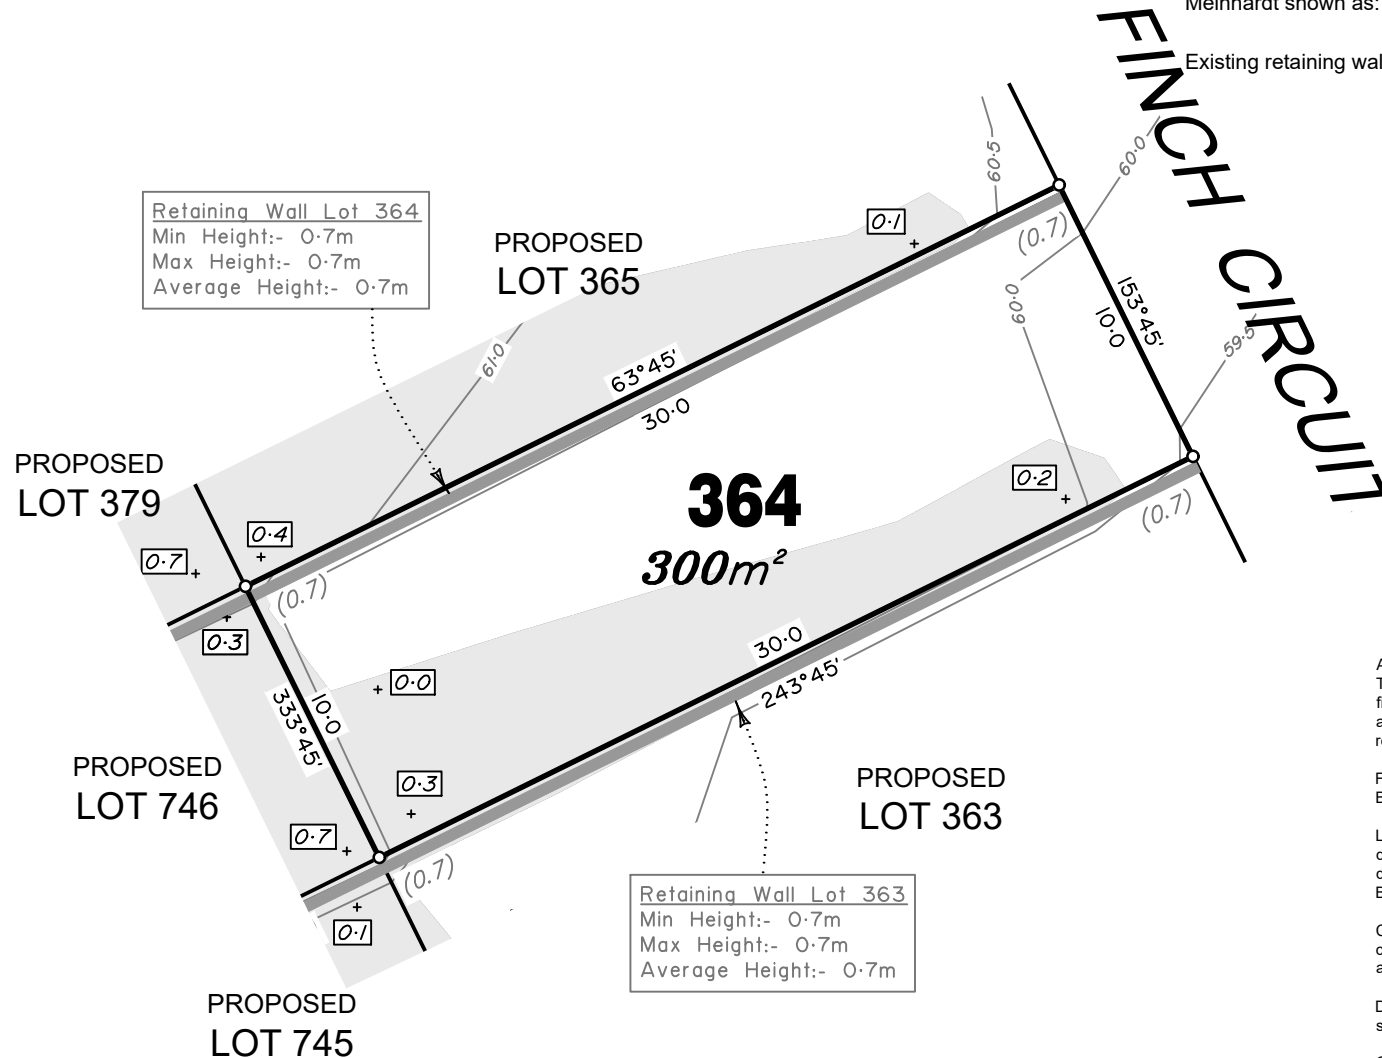 Meinhardt shown as:
Existing retaining wal
FINCH CIRCUIT
60·5
60·0
(0.7)
0·1
Retaining Wall Lot 364
Min Height:- 0·7m
Max Height:- 0·7m
Average Height:- 0·7m
PROPOSED
LOT 365
60·0
153°45'
10·0
59·5
61·0
63°45'
30·0
PROPOSED
LOT 379
0·4
0·7
(0.7)
0·3
364
300m²
0·2
(0.7)
0·0
30·0
243°45'
10·0
333°45'
0·3
0·7
(0.7)
0·1
PROPOSED
LOT 746
PROPOSED
LOT 363
Retaining Wall Lot 363
Min Height:- 0·7m
Max Height:- 0·7m
Average Height:- 0·7m
PROPOSED
LOT 745